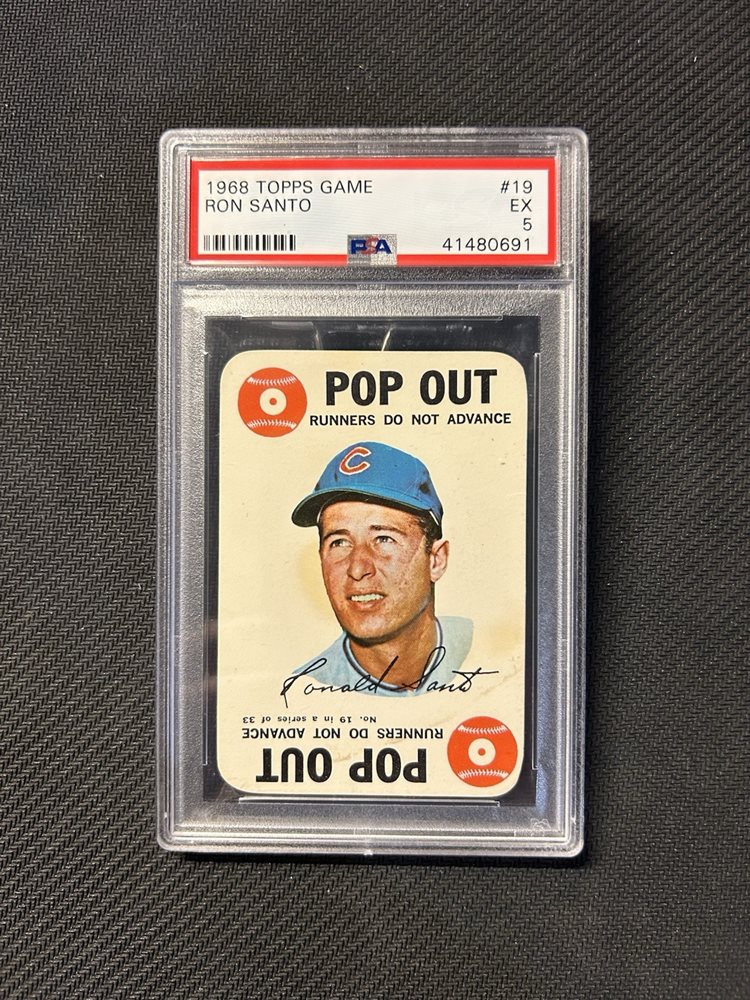 1968 TOPPS GAME #19
RON SANTO EX
5
PSA 41480691
POP OUT
RUNNERS DO NOT ADVANCE
C
Ronald Santo
No. 19 in a series of 33
RUNNERS DO NOT ADVANCE
POP OUT